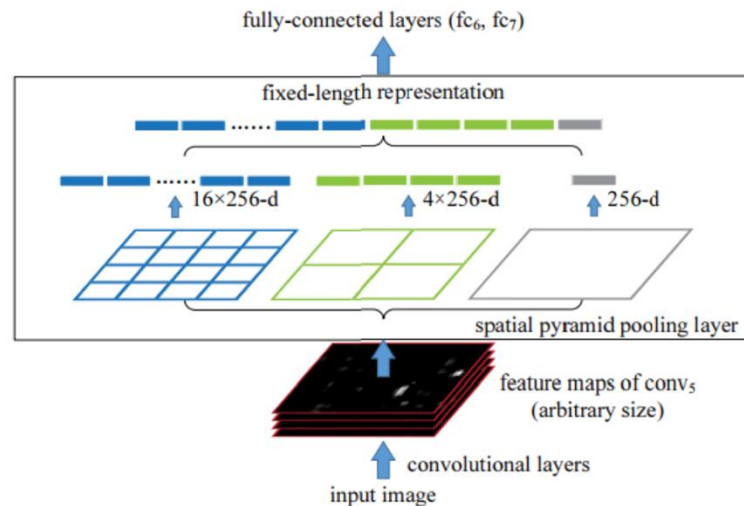 fully-connected layers (fc₆, fc₇)
fixed-length representation
......
......
16×256-d
4×256-d
256-d
spatial pyramid pooling layer
feature maps of conv₅
(arbitrary size)
convolutional layers
input image